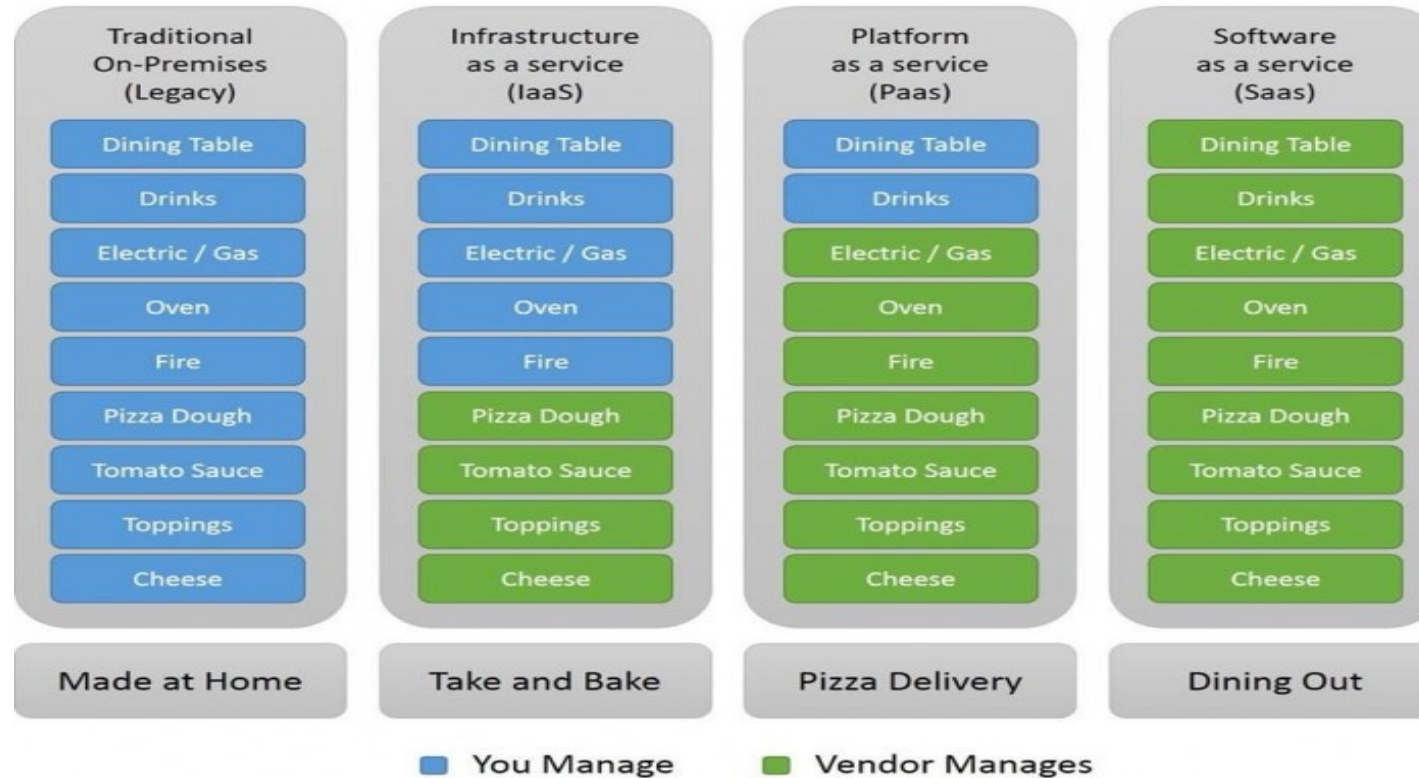 Traditional
On-Premises
(Legacy)
Dining Table
Drinks
Electric / Gas
Oven
Fire
Pizza Dough
Tomato Sauce
Toppings
Cheese
Made at Home
Infrastructure
as a service
(IaaS)
Dining Table
Drinks
Electric / Gas
Oven
Fire
Pizza Dough
Tomato Sauce
Toppings
Cheese
Take and Bake
Platform
as a service
(Paas)
Dining Table
Drinks
Electric / Gas
Oven
Fire
Pizza Dough
Tomato Sauce
Toppings
Cheese
Pizza Delivery
Software
as a service
(Saas)
Dining Table
Drinks
Electric / Gas
Oven
Fire
Pizza Dough
Tomato Sauce
Toppings
Cheese
Dining Out
You Manage
Vendor Manages